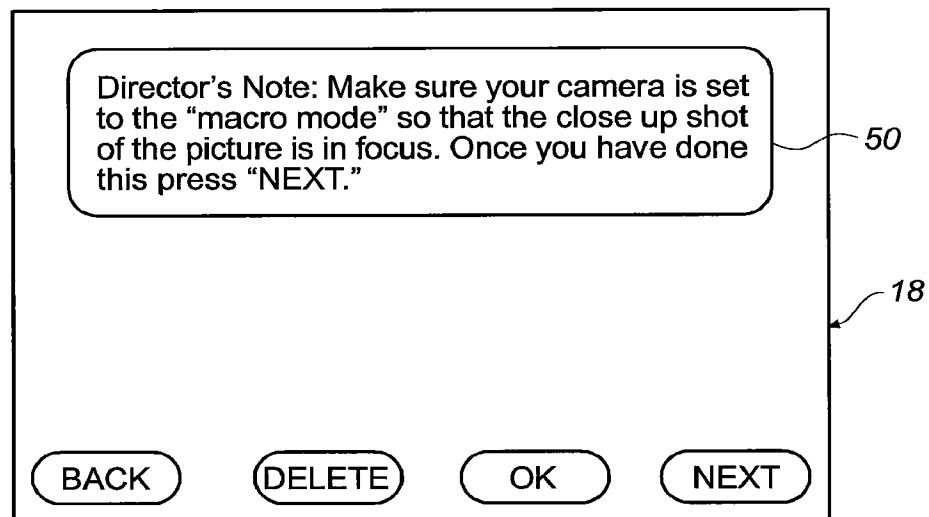 Director's Note: Make sure your camera is set
to the “macro mode” so that the close up shot
of the picture is in focus. Once you have done
this press “NEXT.”
50
18
BACK DELETE OK NEXT